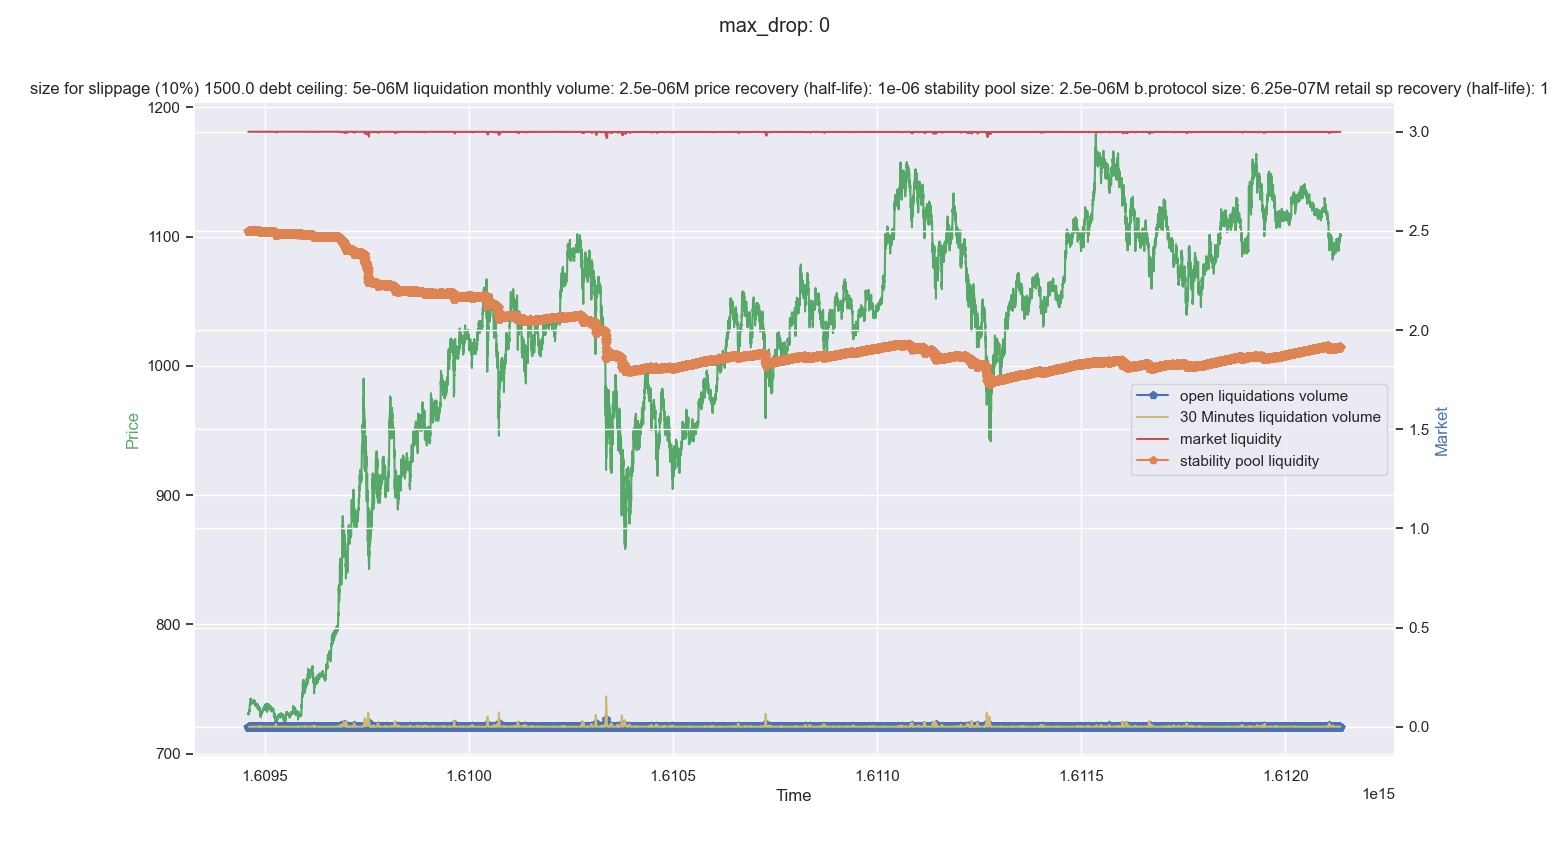 max_drop: 0
size for slippage (10%) 1500.0 debt ceiling: 5e-06M liquidation monthly volume: 2.5e-06M price recovery (half-life): 1e-06 stability pool size: 2.5e-06M b.protocol size: 6.25e-07M retail sp recovery (half-life): 1
1200
1100
1000
900
800
700
Price
3.0
2.5
2.0
1.5
1.0
0.5
0.0
Market
open liquidations volume
30 Minutes liquidation volume
market liquidity
stability pool liquidity
1.6095
1.6100
1.6105
1.6110
1.6115
1.6120
Time
1e15